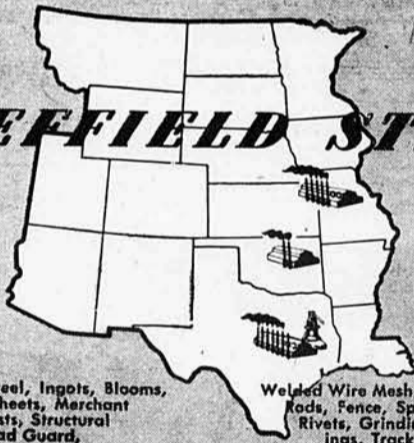 EFFIELD ST
eel, Ingots, Blooms,
heets, Merchant
sts, Structural
ad Guard,
Welded Wire Mesh
Rods, Fence, Sp
Rivets, Grindi
ings, Track